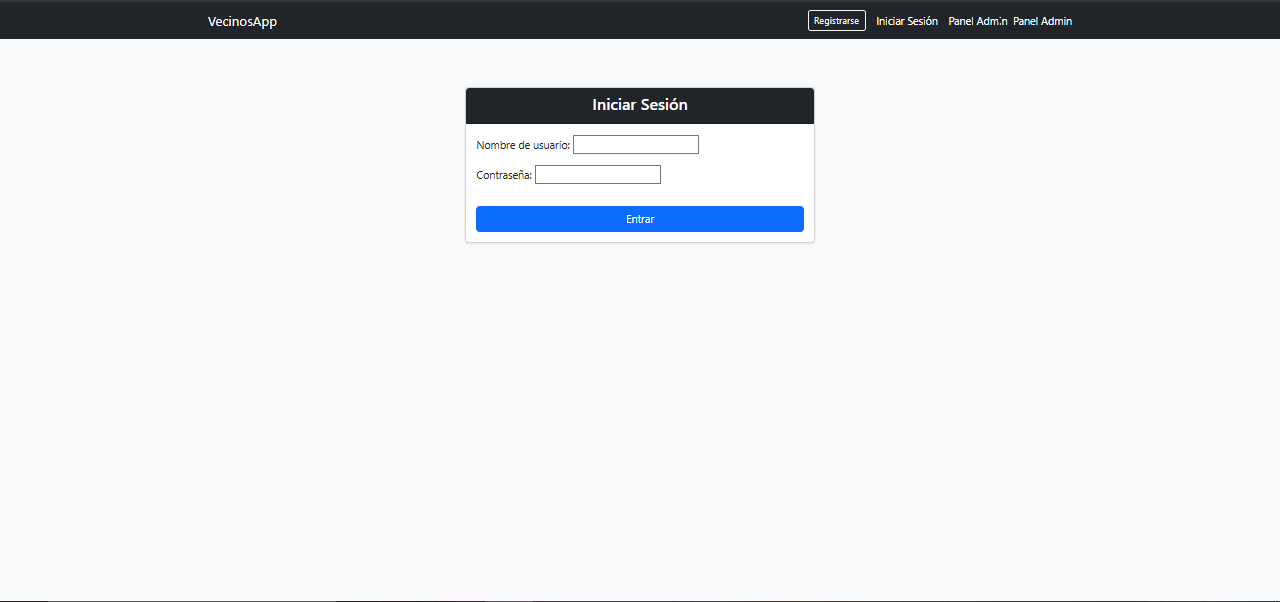 VecinosApp Registrarse Iniciar Sesión Panel Admin Panel Admin
Iniciar Sesión
Nombre de usuario:
Contraseña:
Entrar